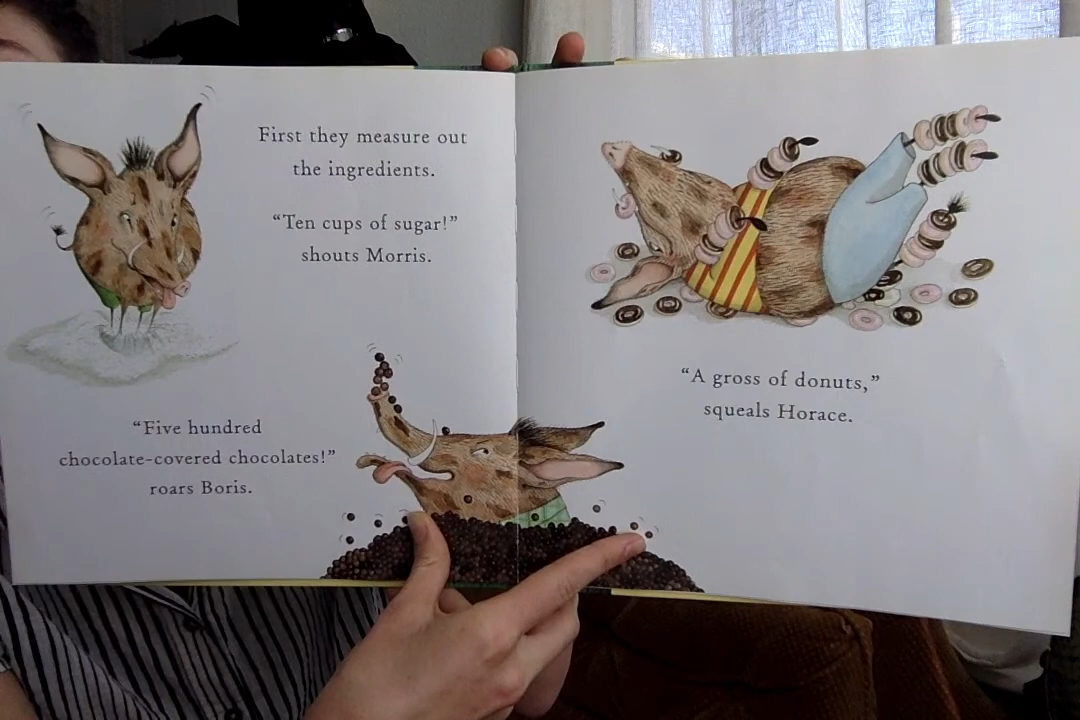 First they measure out
the ingredients.
“Ten cups of sugar!”
shouts Morris.
“Five hundred
chocolate-covered chocolates!”
roars Boris.
“A gross of donuts,”
squeals Horace.